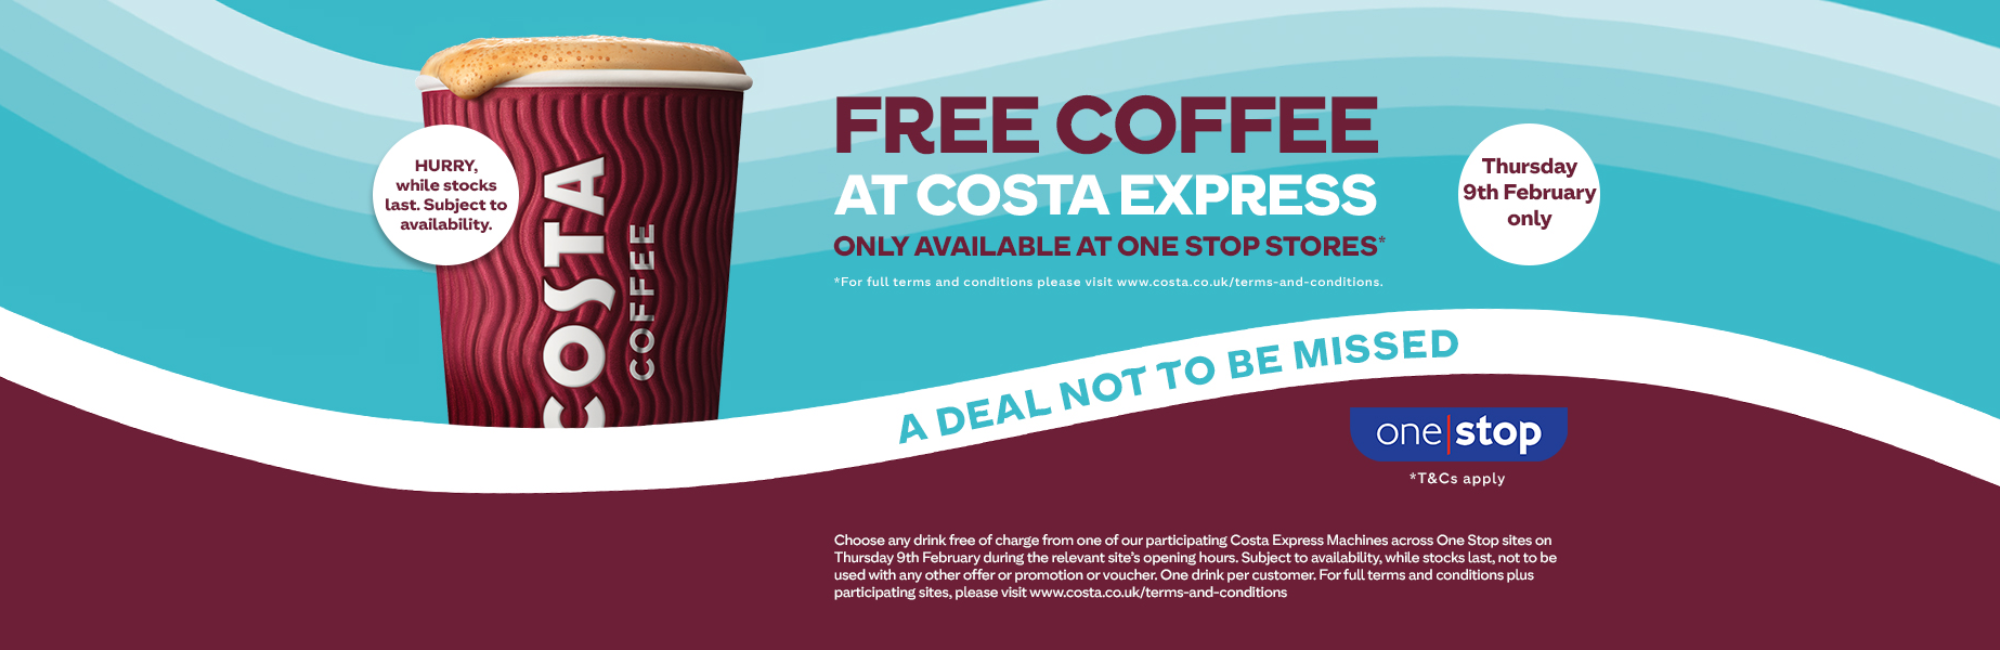 HURRY,
while stocks
last. Subject to
availability.
COSTA
COFFEE
FREE COFFEE
AT COSTA EXPRESS
ONLY AVAILABLE AT ONE STOP STORES*
*For full terms and conditions please visit www.costa.co.uk/terms-and-conditions.
Thursday
9th February
only
A DEAL NOT TO BE MISSED
one|stop
*T&Cs apply
Choose any drink free of charge from one of our participating Costa Express Machines across One Stop sites on
Thursday 9th February during the relevant site's opening hours. Subject to availability, while stocks last, not to be
used with any other offer or promotion or voucher. One drink per customer. For full terms and conditions plus
participating sites, please visit www.costa.co.uk/terms-and-conditions